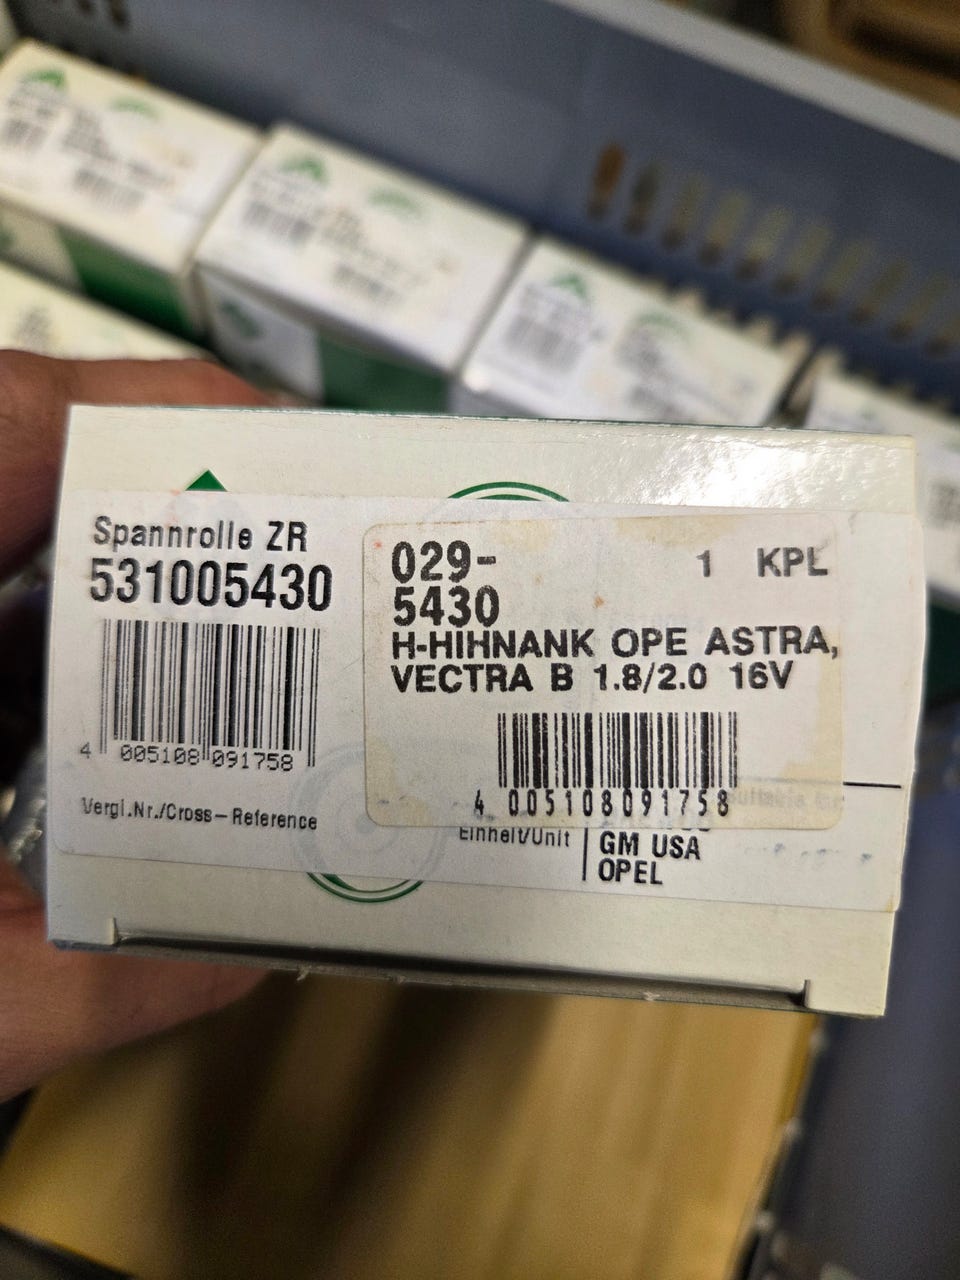 Spannrolle ZR
531005430
4 005108 091758
Vergl.Nr./Cross-Reference
029-
5430
1 KPL
H-HIHNANK OPE ASTRA,
VECTRA B 1.8/2.0 16V
4 005108091758
Einheit/Unit
GM USA
OPEL